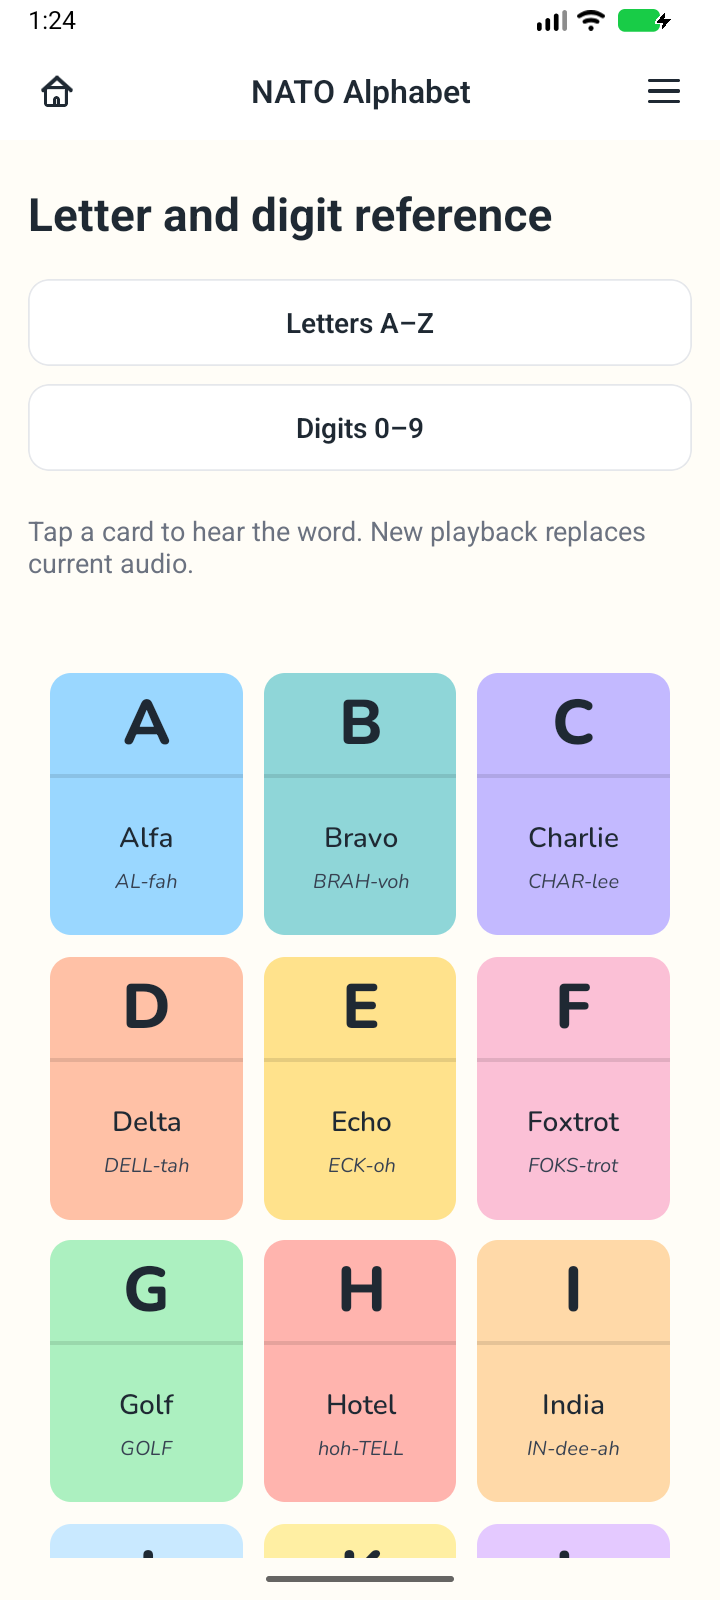 1:24
NATO Alphabet
Letter and digit reference
Letters A–Z
Digits 0–9
Tap a card to hear the word. New playback replaces
current audio.
A
Alfa
AL-fah
B
Bravo
BRAH-voh
C
Charlie
CHAR-lee
D
Delta
DELL-tah
E
Echo
ECK-oh
F
Foxtrot
FOKS-trot
G
Golf
GOLF
H
Hotel
hoh-TELL
I
India
IN-dee-ah